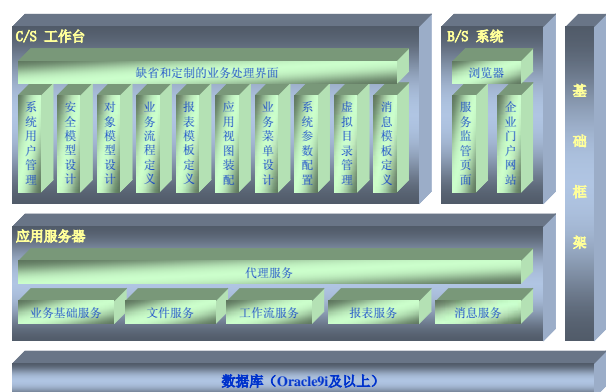 C/S 工作台
缺省和定制的业务处理界面
系统用户管理
安全模型设计
对象模型设计
业务流程定义
报表模板定义
应用视图装配
业务菜单设计
系统参数配置
虚拟目录管理
消息模板定义
B/S 系统
浏览器
服务监管页面
企业门户网站
基础框架
应用服务器
代理服务
业务基础服务
文件服务
工作流服务
报表服务
消息服务
数据库（Oracle9i及以上）